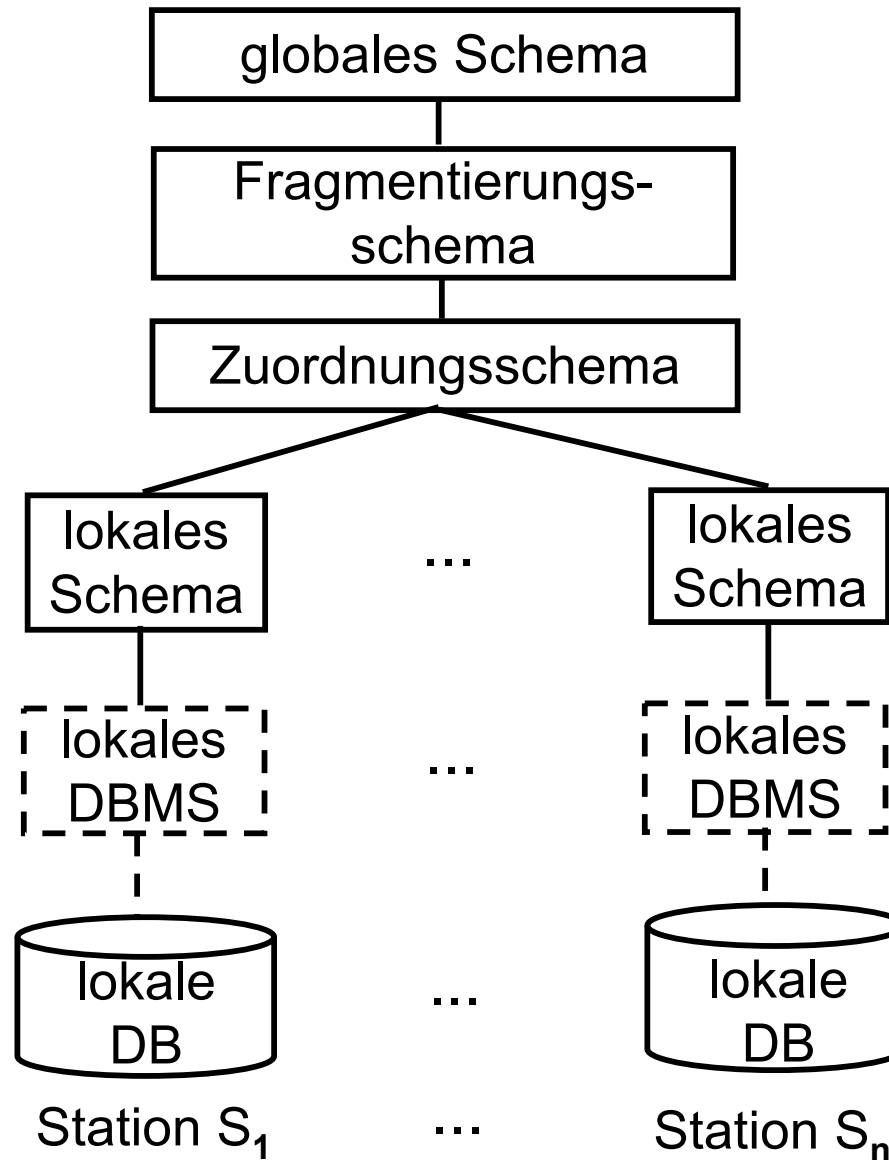 globales Schema
Fragmentierungs-
schema
Zuordnungsschema
lokales
Schema
...
lokales
Schema
lokales
DBMS
...
lokales
DBMS
lokale
DB
...
lokale
DB
Station S₁
...
Station Sₙ